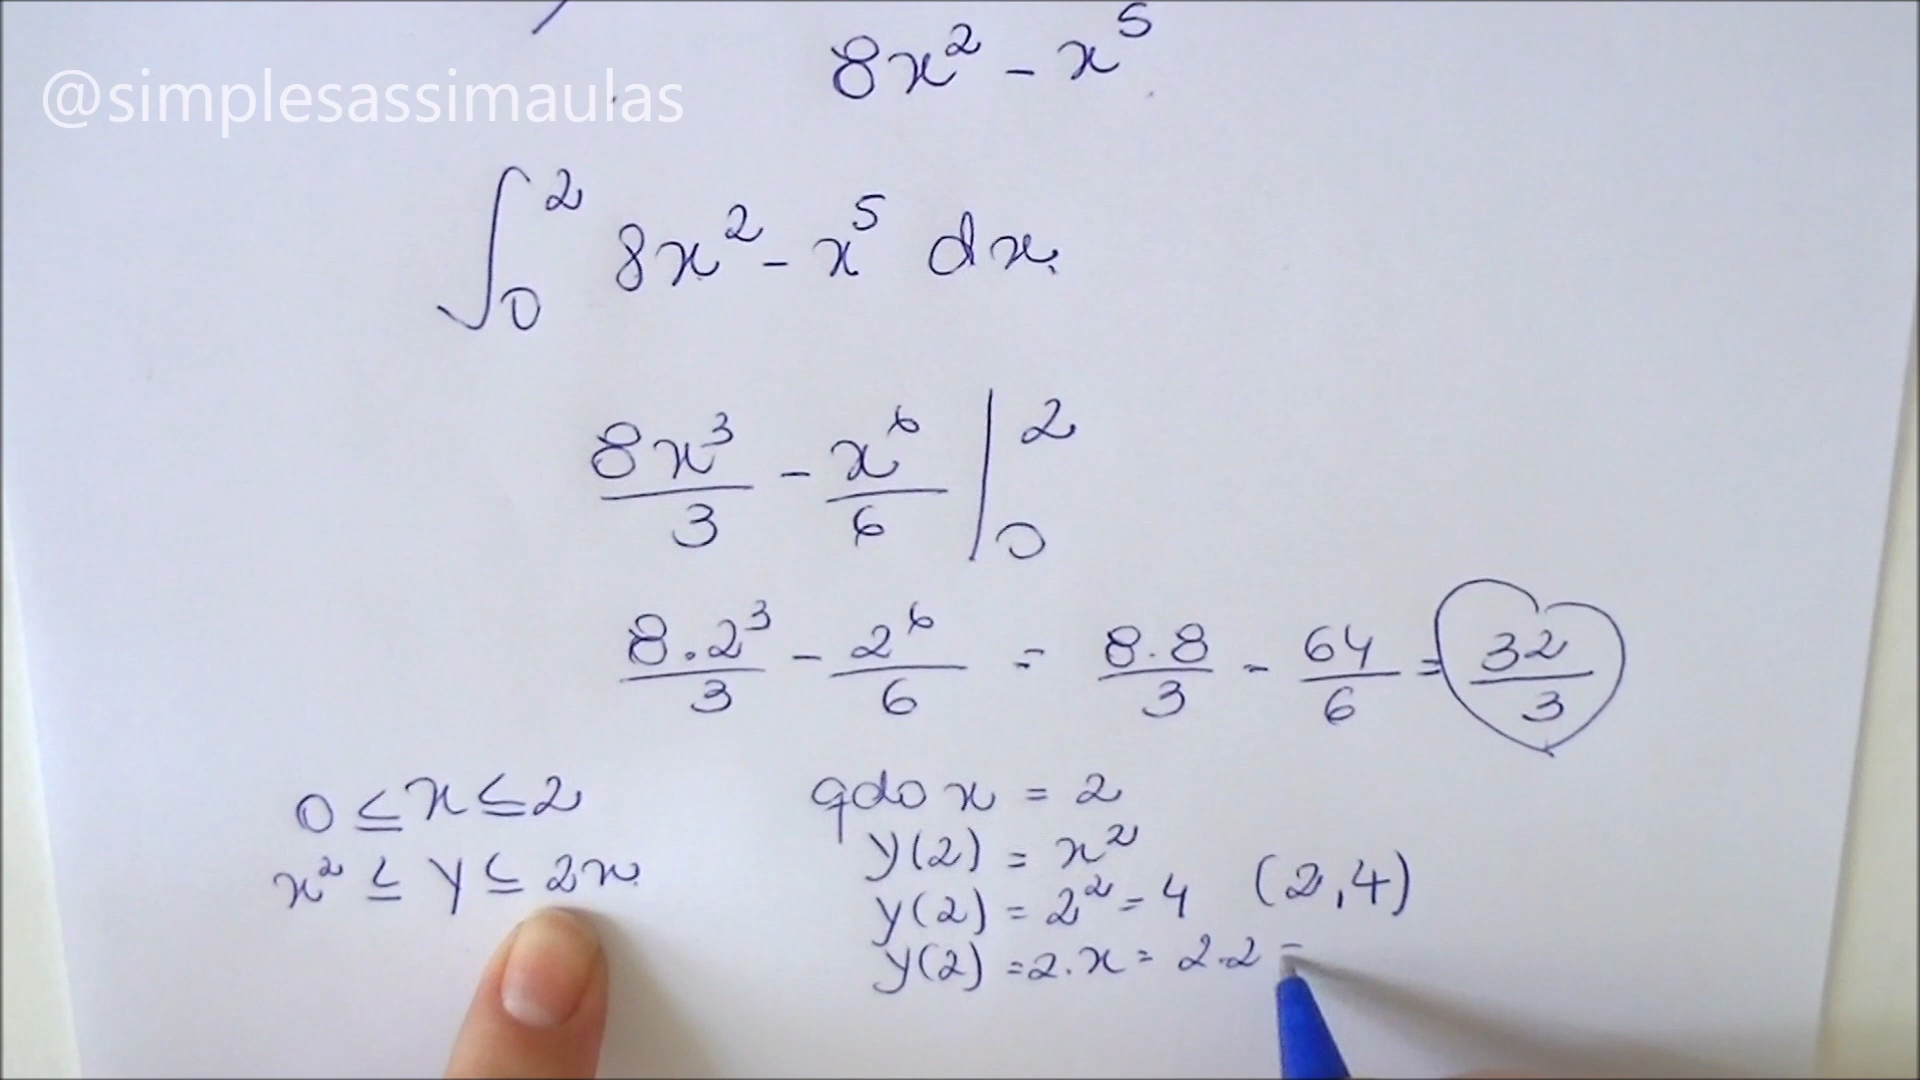 8x² - x⁵
@simplesassimaulas
∫₀² 8x² - x⁵ dx
8x³/3 - x⁶/6 |₀²
8·2³/3 - 2⁶/6 = 8·8/3 - 64/6 = 32/3
0 ≤ x ≤ 2
x² ≤ y ≤ 2x
qdo x = 2
y(2) = x²
y(2) = 2² = 4 (2,4)
y(2) = 2·x = 2·2 =